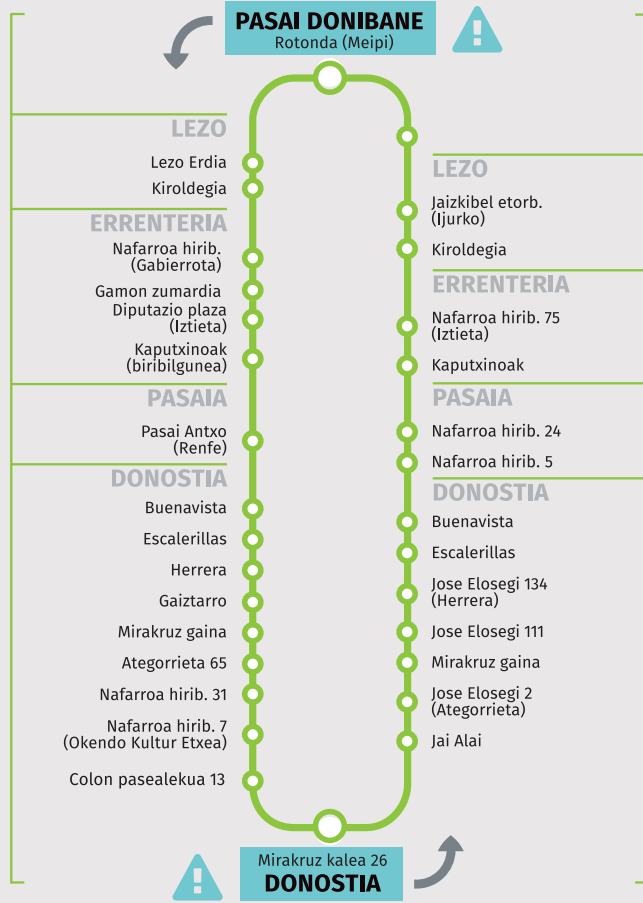 PASAI DONIBANE
Rotonda (Meipi)
LEZO
Lezo Erdia
Kiroldegia
ERRENTERIA
Nafarroa hirib.
(Gabierrota)
Gamon zumardia
Diputazio plaza
(Iztieta)
Kaputxinoak
(biribilgunea)
PASAIA
Pasai Antxo
(Renfe)
DONOSTIA
Buenavista
Escalerillas
Herrera
Gaiztarro
Mirakruz gaina
Ategorrieta 65
Nafarroa hirib. 31
Nafarroa hirib. 7
(Okendo Kultur Etxea)
Colon pasealekua 13
LEZO
Jaizkibel etorb.
(Ijurko)
Kiroldegia
ERRENTERIA
Nafarroa hirib. 75
(Iztieta)
Kaputxinoak
PASAIA
Nafarroa hirib. 24
Nafarroa hirib. 5
DONOSTIA
Buenavista
Escalerillas
Jose Elosegi 134
(Herrera)
Jose Elosegi 111
Mirakruz gaina
Jose Elosegi 2
(Ategorrieta)
Jai Alai
Mirakruz kalea 26
DONOSTIA